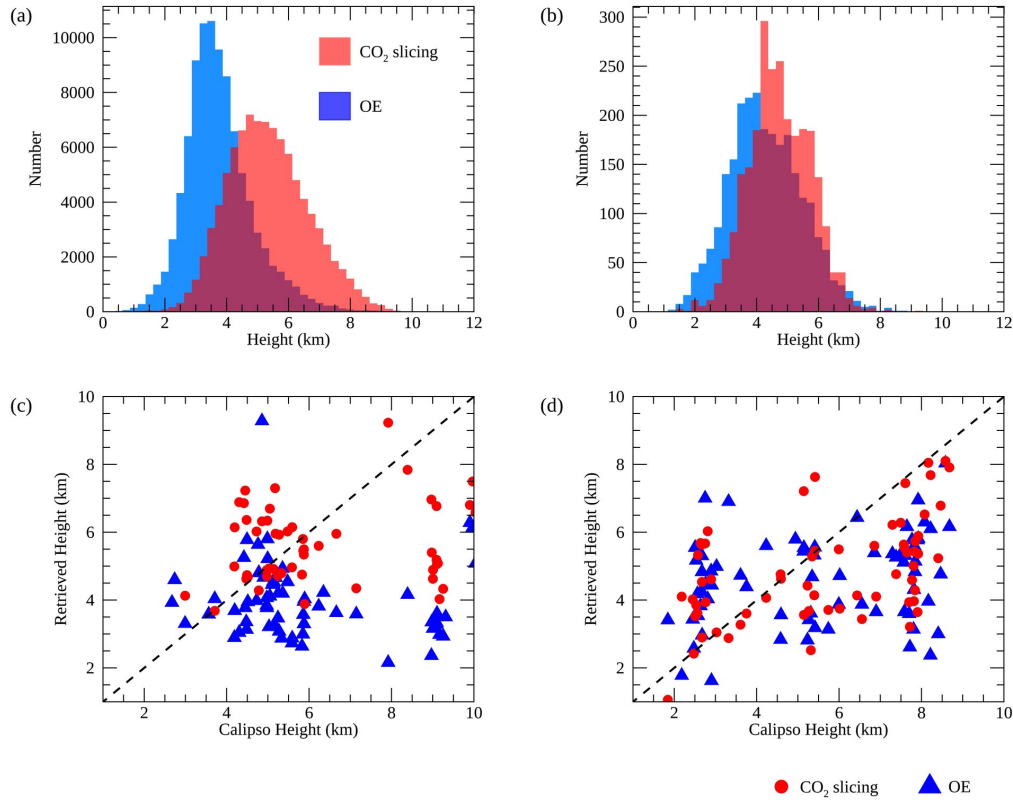 (a)
10000
8000
6000
4000
2000
0
Number
CO₂ slicing
OE
0 2 4 6 8 10 12
Height (km)
(b)
300
250
200
150
100
50
0
Number
0 2 4 6 8 10 12
Height (km)
(c)
10
8
6
4
2
Retrieved Height (km)
2 4 6 8 10
Calipso Height (km)
(d)
10
8
6
4
2
Retrieved Height (km)
2 4 6 8 10
Calipso Height (km)
CO₂ slicing OE